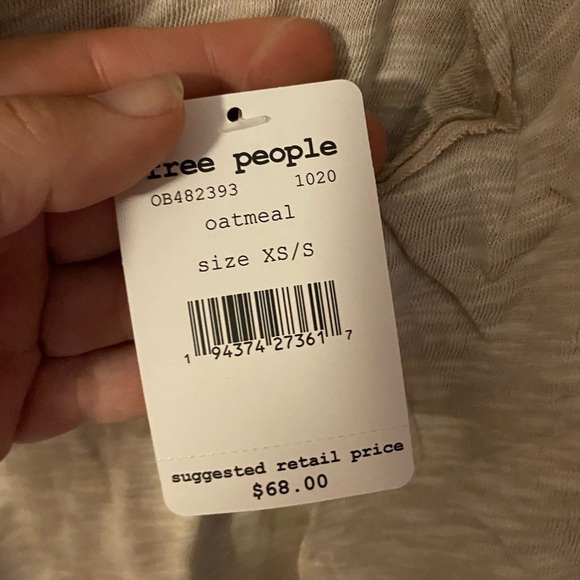 free people
OB482393 1020
oatmeal
size XS/S
1 94374 27361 7
suggested retail price
$68.00